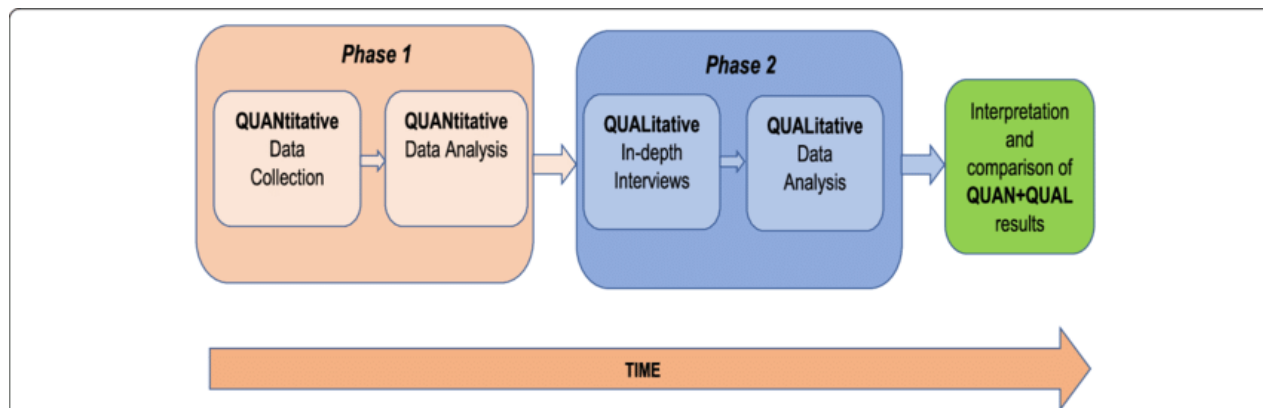 Phase 1
QUANtitative
Data
Collection
QUANtitative
Data Analysis
Phase 2
QUALitative
In-depth
Interviews
QUALitative
Data
Analysis
Interpretation
and
comparison of
QUAN+QUAL
results
TIME